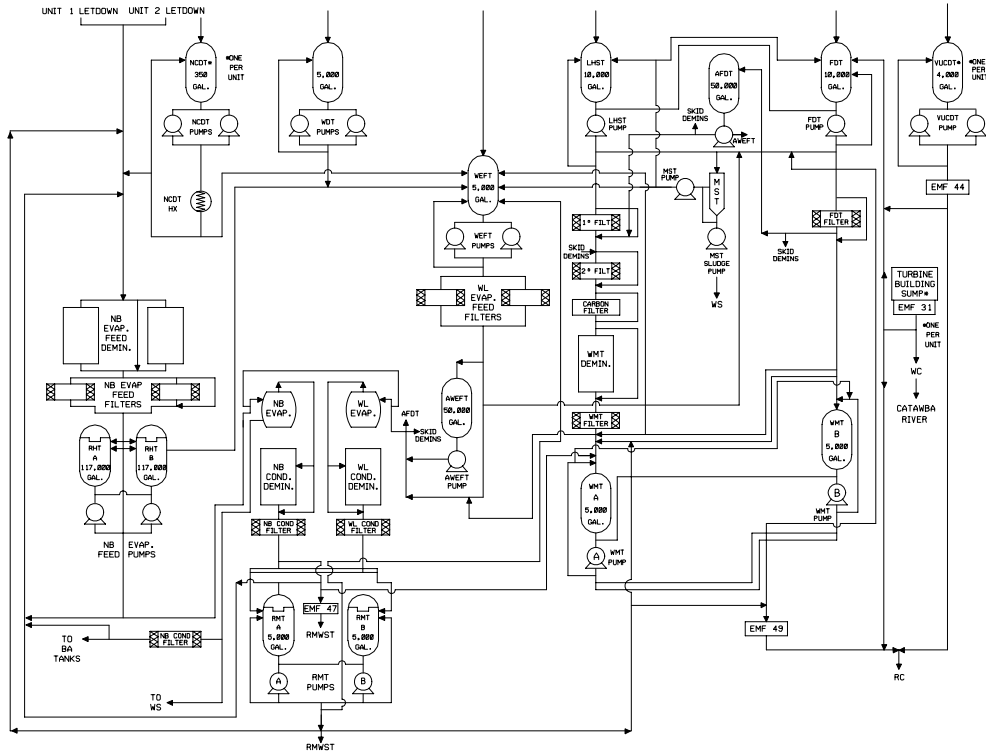 UNIT 1 LETDOWN UNIT 2 LETDOWN
NCDT*
350
GAL.
*ONE
PER
UNIT
NCDT
PUMPS
NCDT
HX
5,000
GAL.
WDT
PUMPS
WEFT
5,000
GAL.
WEFT
PUMPS
WL
EVAP.
FEED
FILTERS
LHST
10,000
GAL.
LHST
PUMP
AFDT
50,000
GAL.
SKID
DEMINS
AWEFT
FDT
10,000
GAL.
FDT
PUMP
VUCDT*
4,000
GAL.
*ONE
PER
UNIT
VUCDT
PUMP
EMF 44
MST
PUMP
M
S
T
MST
SLUDGE
PUMP
WS
1° FILT
SKID
DEMINS
2° FILT
CARBON
FILTER
WMT
DEMIN.
WMT
FILTER
FDT
FILTER
SKID
DEMINS
TURBINE
BUILDING
SUMP*
EMF 31
*ONE
PER
UNIT
WC
CATAWBA
RIVER
NB
EVAP.
FEED
DEMIN.
NB EVAP
FEED
FILTERS
RHT
A
117,000
GAL.
RHT
B
117,000
GAL.
NB EVAP.
FEED PUMPS
NB
EVAP.
WL
EVAP.
AFDT
SKID
DEMINS
AWEFT
50,000
GAL.
AWEFT
PUMP
NB
COND.
DEMIN.
WL
COND.
DEMIN.
NB COND
FILTER
WL COND
FILTER
WMT
A
5,000
GAL.
A
WMT
PUMP
WMT
B
5,000
GAL.
B
WMT
PUMP
RMT
A
5,000
GAL.
EMF 47
RMWST
RMT
B
5,000
GAL.
A
RMT
PUMPS
B
RMWST
TO
BA
TANKS
NB COND
FILTER
TO
WS
EMF 49
RC